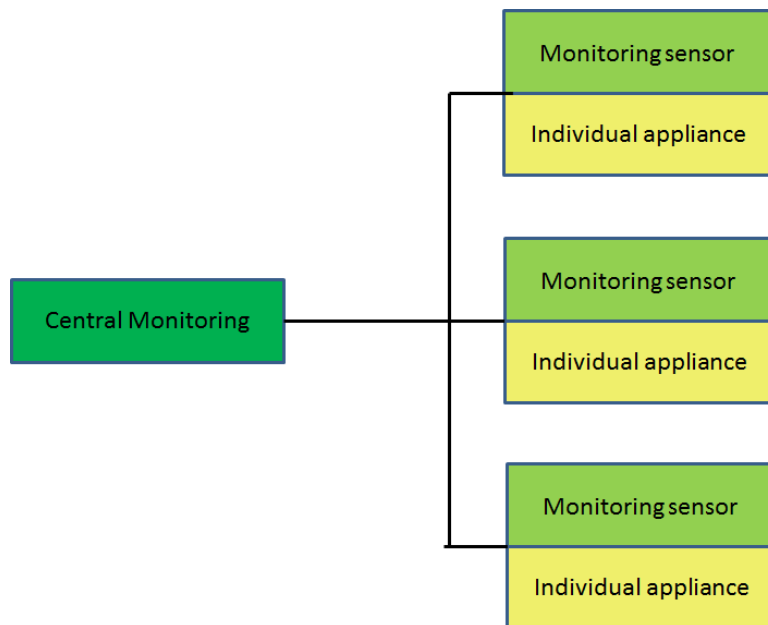 Monitoring sensor
Individual appliance
Central Monitoring
Monitoring sensor
Individual appliance
Monitoring sensor
Individual appliance